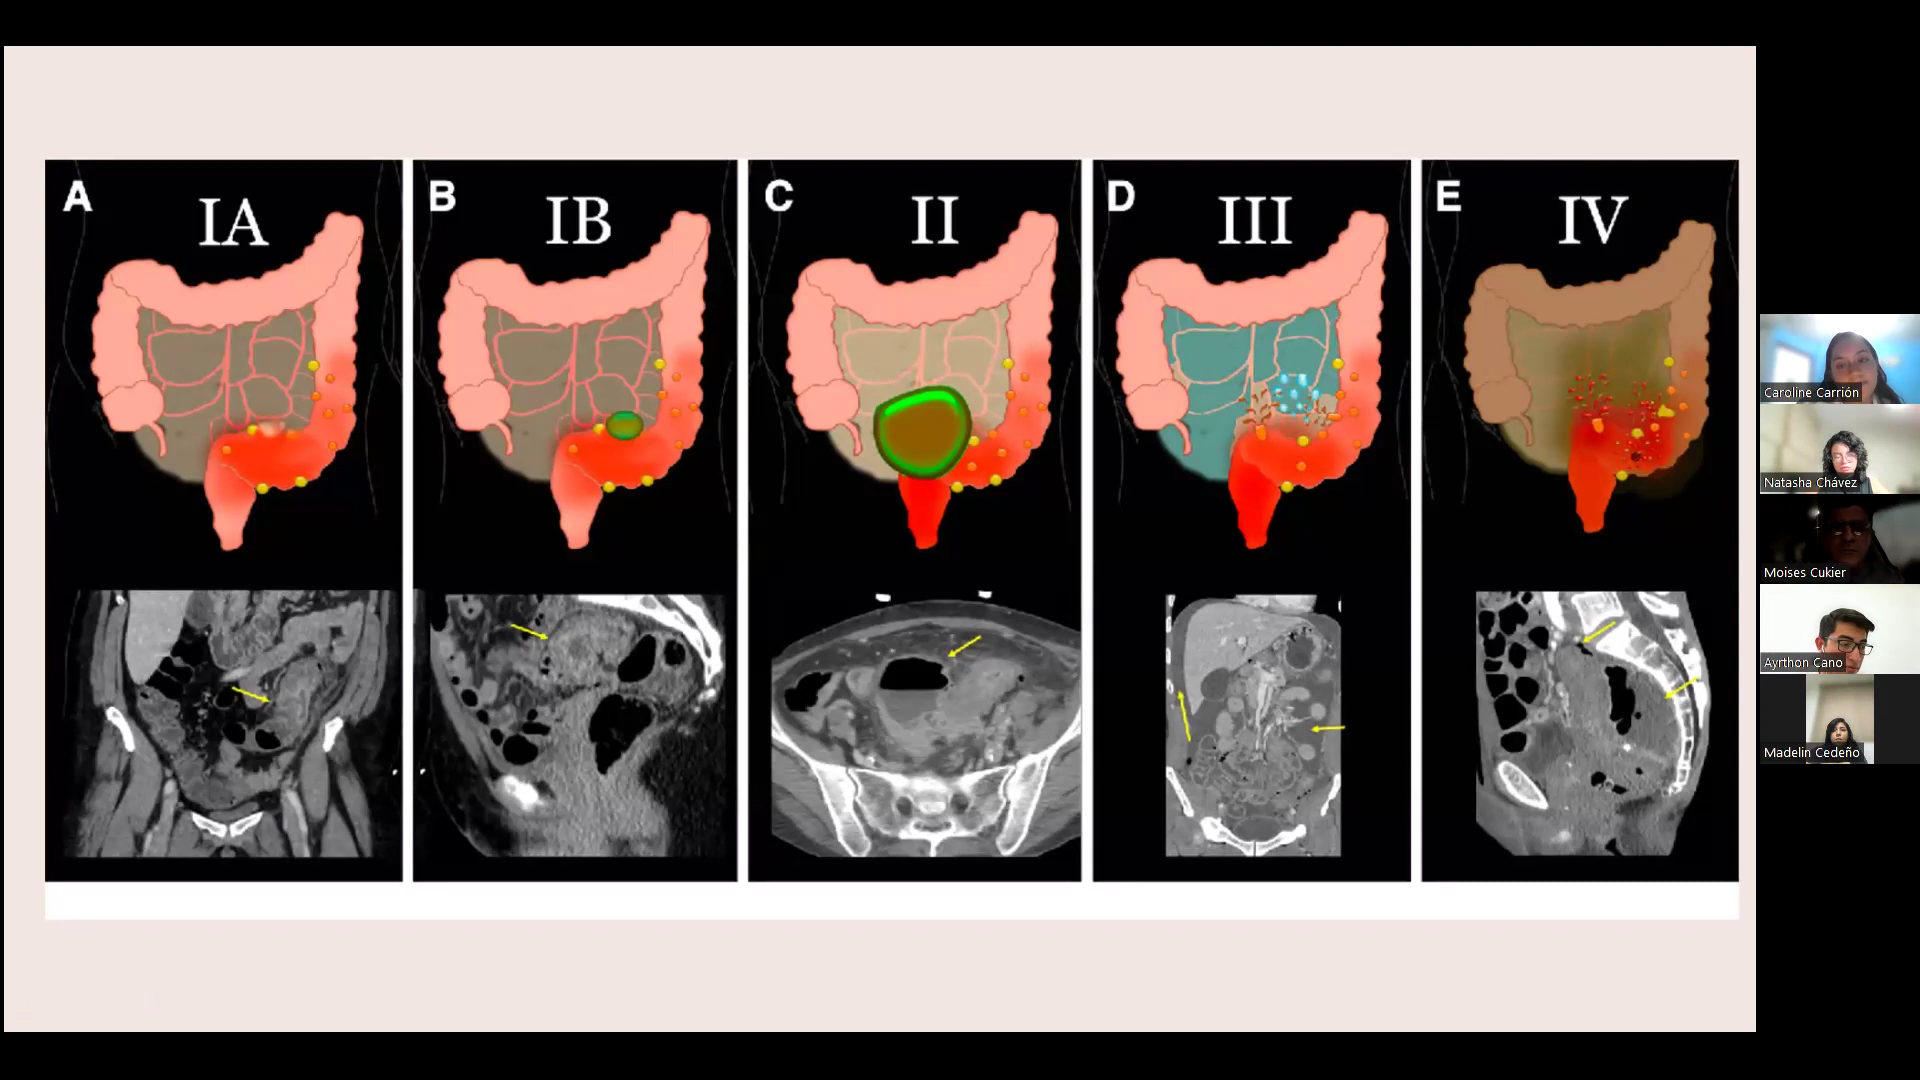 A
IA
B
IB
C
II
D
III
E
IV
Caroline Carrión
Natasha Chávez
Moises Cukier
Ayrthon Cano
Madelin Cedeño